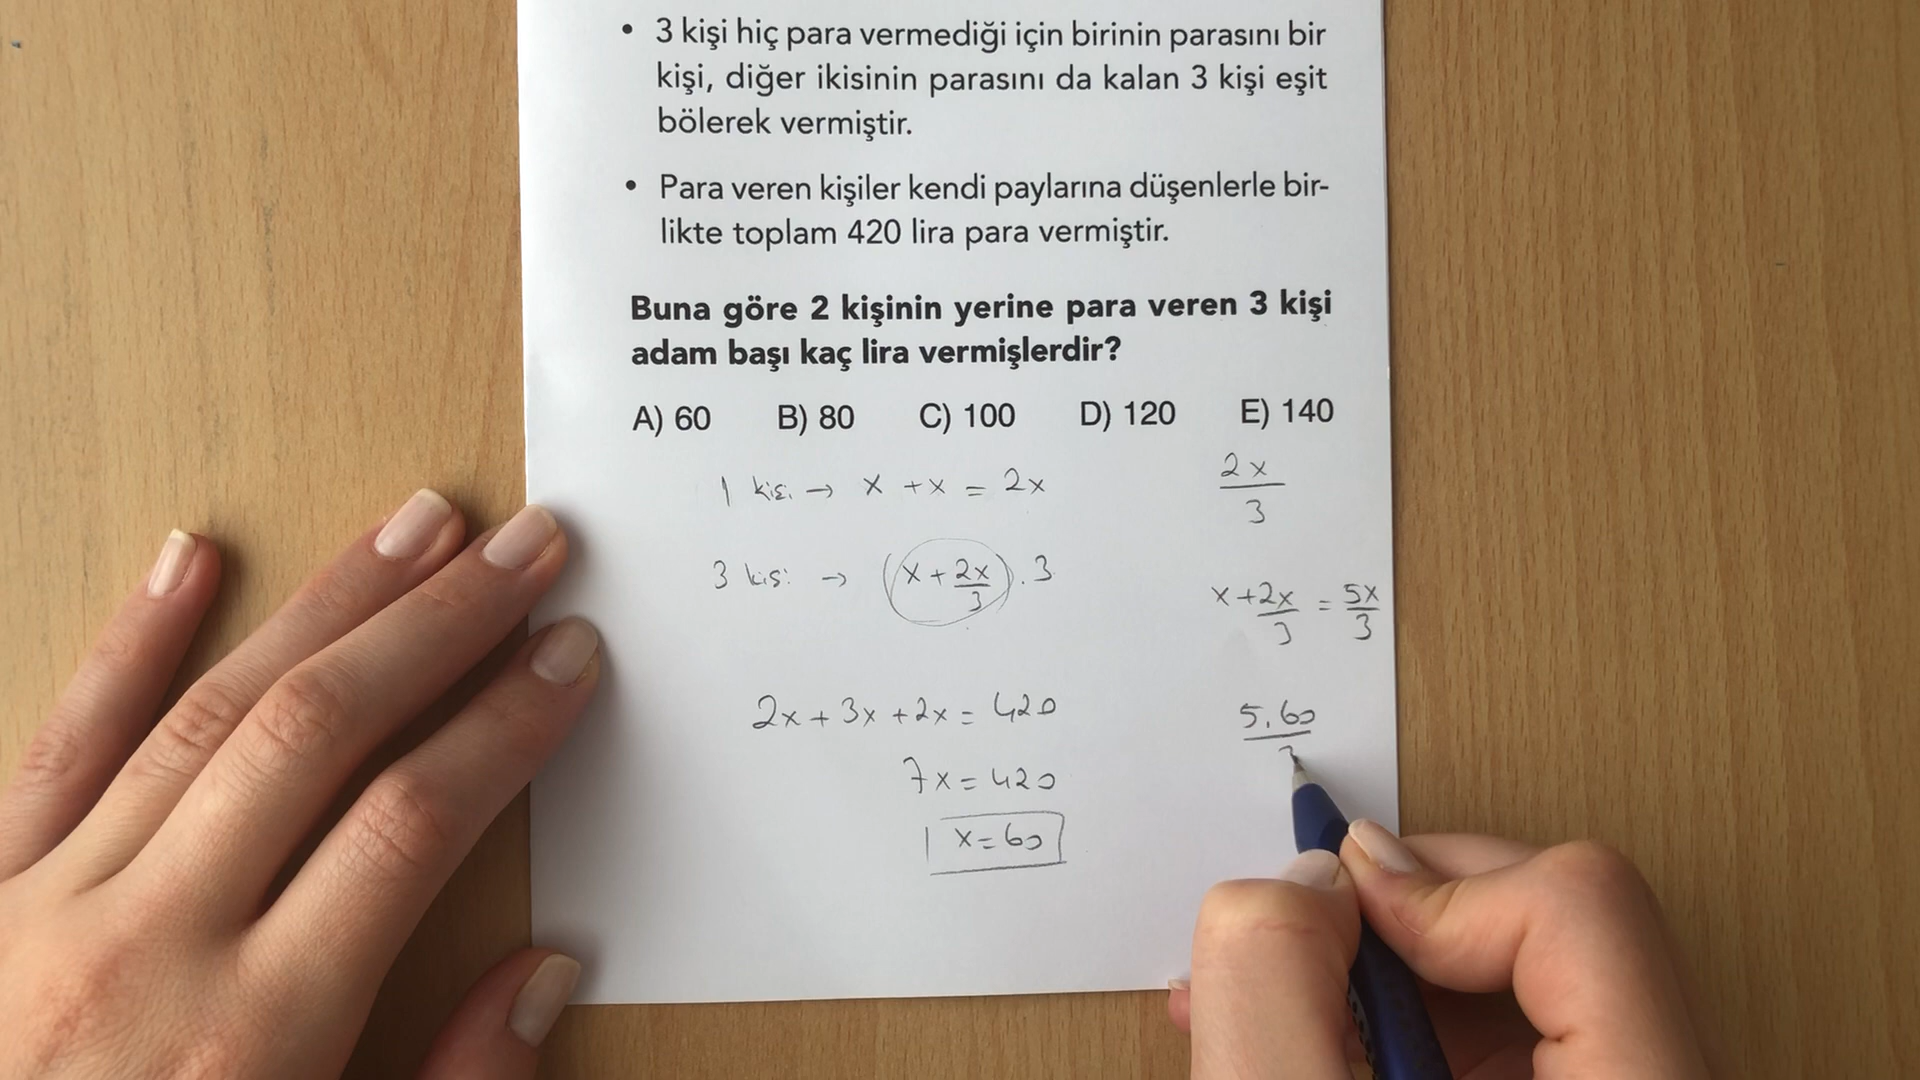 • 3 kişi hiç para vermediği için birinin parasını bir
kişi, diğer ikisinin parasını da kalan 3 kişi eşit
bölerek vermiştir.
• Para veren kişiler kendi paylarına düşenlerle bir-
likte toplam 420 lira para vermiştir.
Buna göre 2 kişinin yerine para veren 3 kişi
adam başı kaç lira vermişlerdir?
A) 60 B) 80 C) 100 D) 120 E) 140
1 kişi → x + x = 2x
2x/3
3 kişi → (x + 2x/3) . 3
x + 2x/3 = 5x/3
2x + 3x + 2x = 420
5.60/3
7x = 420
x = 60